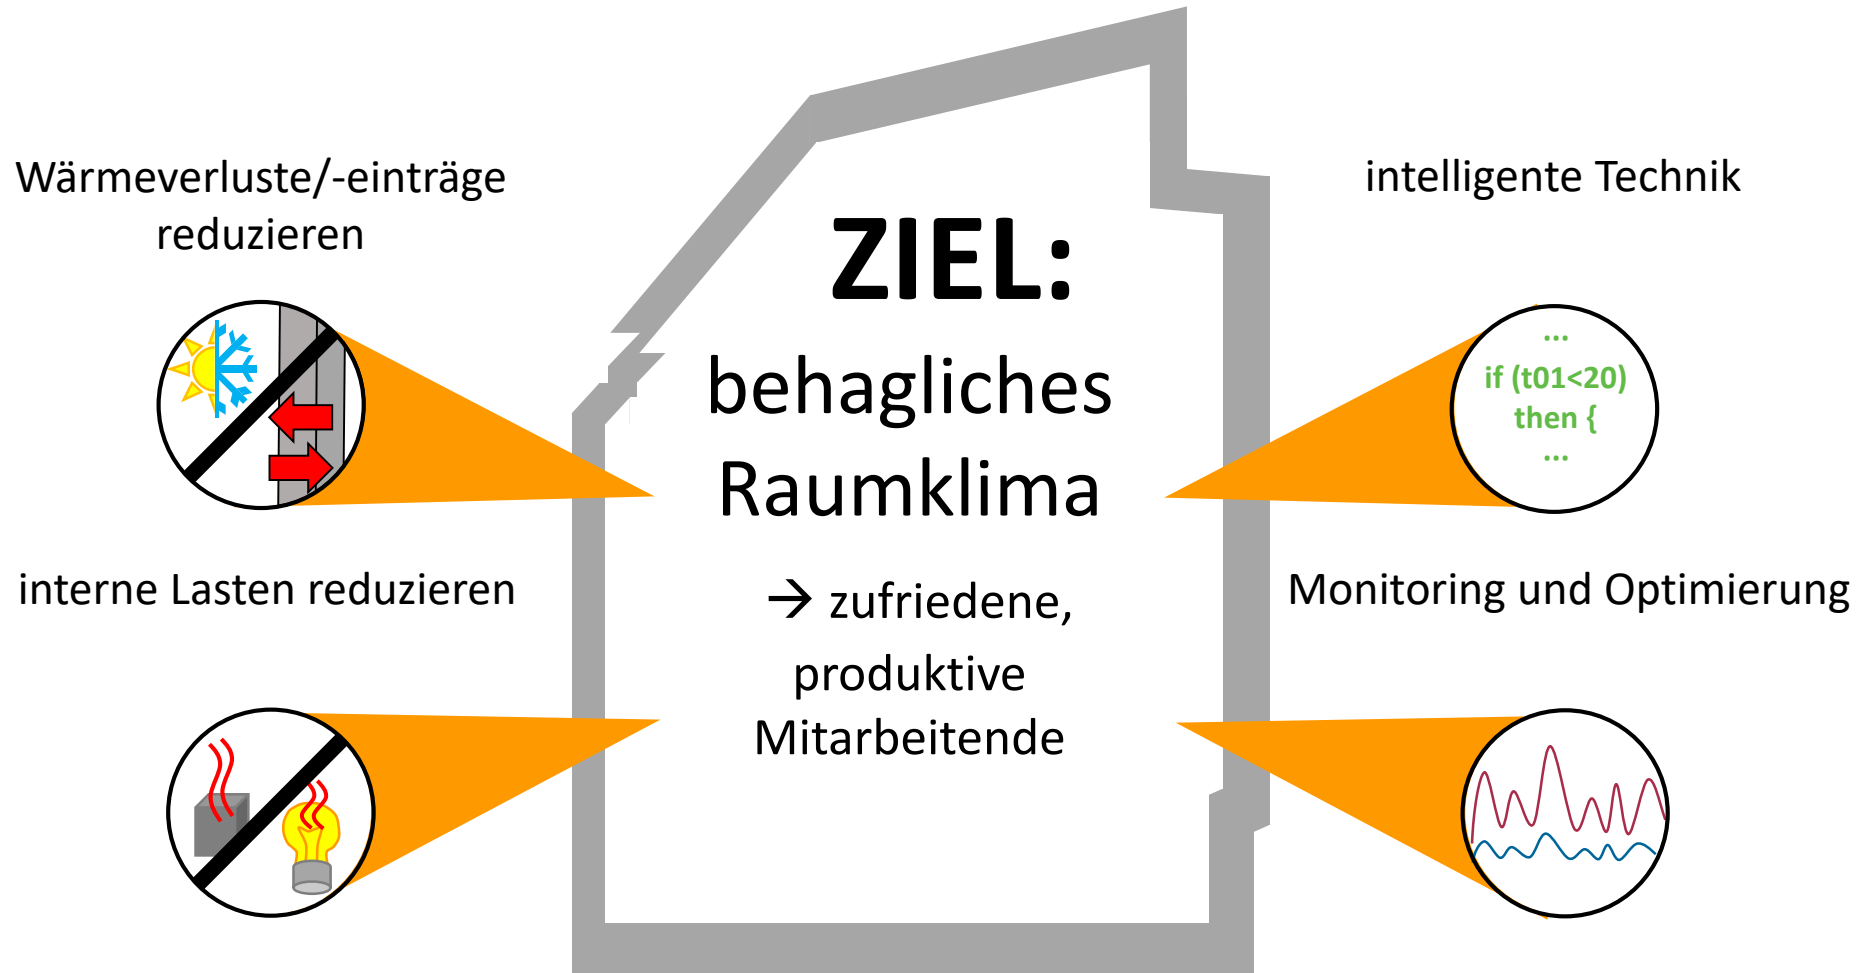 Wärmeverluste/-einträge
reduzieren
interne Lasten reduzieren
ZIEL:
behagliches
Raumklima
→ zufriedene,
produktive
Mitarbeitende
intelligente Technik
...
if (t01<20)
then {
...
Monitoring und Optimierung